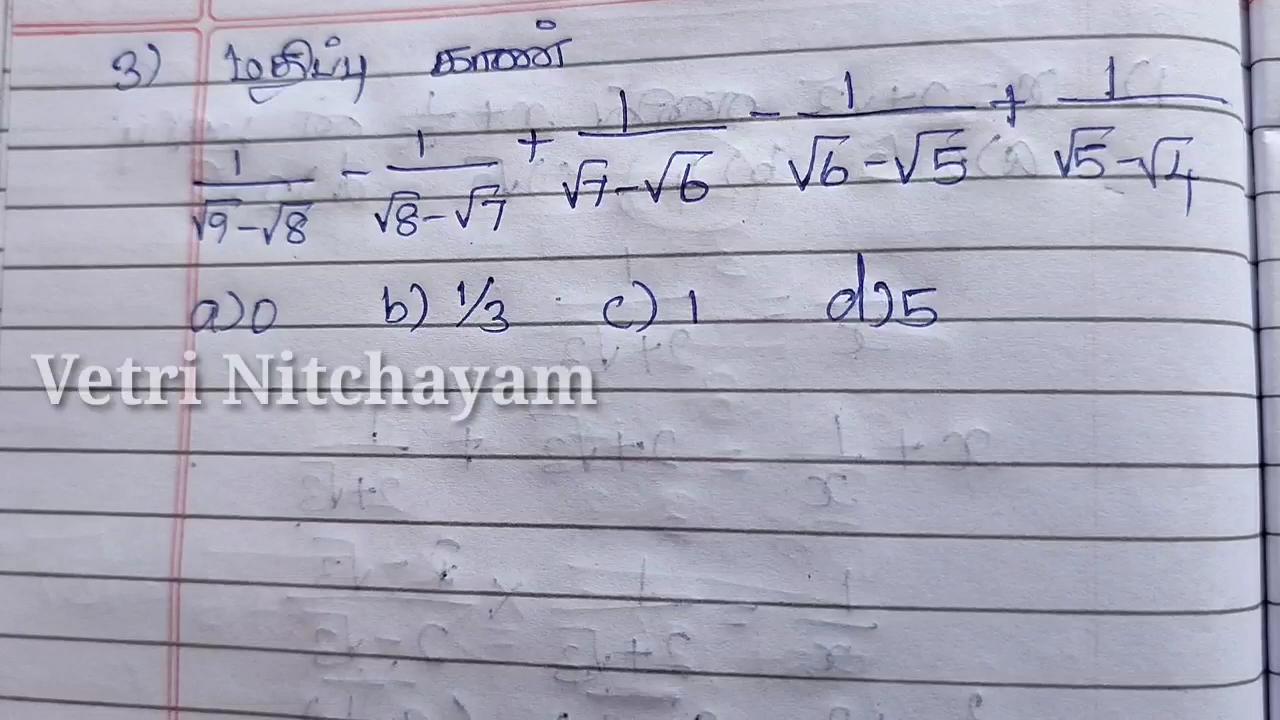 3) மதிப்பு காண்
1/(√9-√8) - 1/(√8-√7) + 1/(√7-√6) - 1/(√6-√5) + 1/(√5-√4)
a) 0 b) 1/3 c) 1 d) 5
Vetri Nitchayam